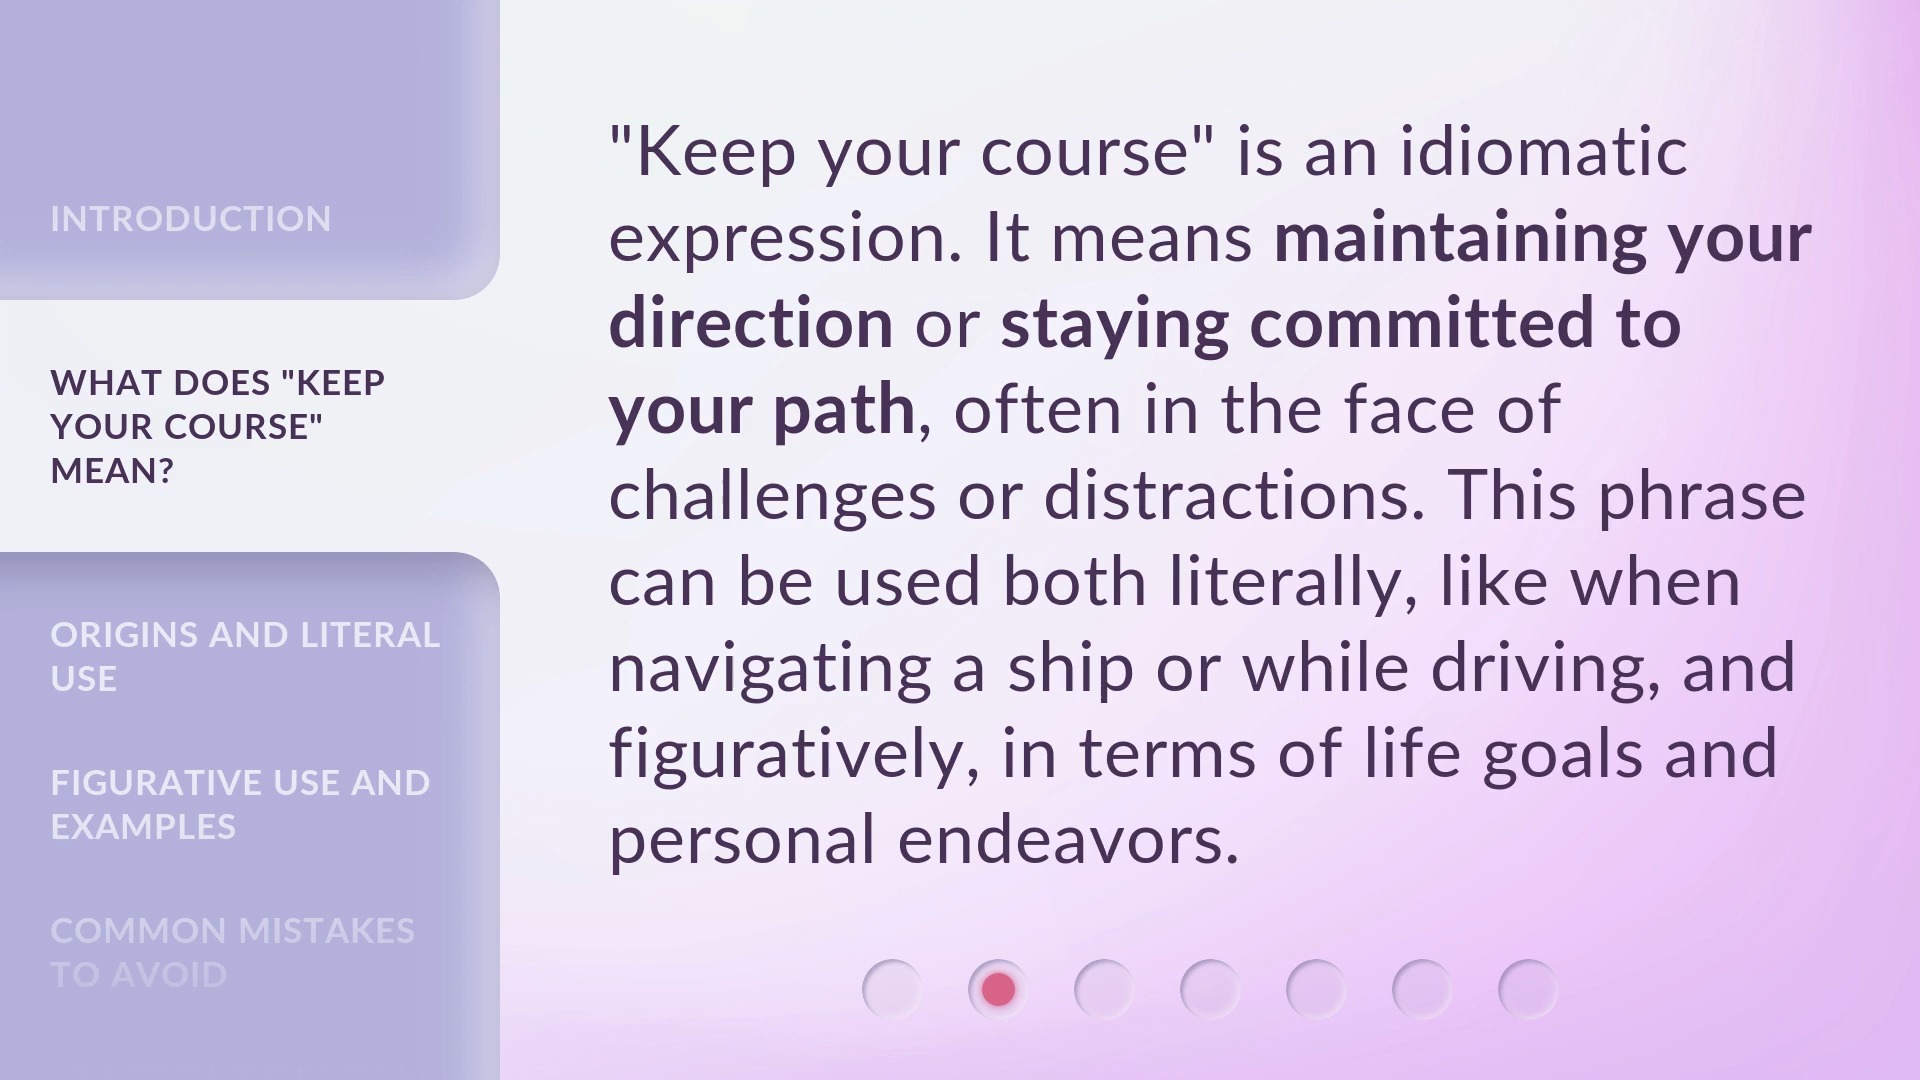 INTRODUCTION
WHAT DOES "KEEP
YOUR COURSE"
MEAN?
ORIGINS AND LITERAL
USE
FIGURATIVE USE AND
EXAMPLES
COMMON MISTAKES
TO AVOID
"Keep your course" is an idiomatic
expression. It means maintaining your
direction or staying committed to
your path, often in the face of
challenges or distractions. This phrase
can be used both literally, like when
navigating a ship or while driving, and
figuratively, in terms of life goals and
personal endeavors.